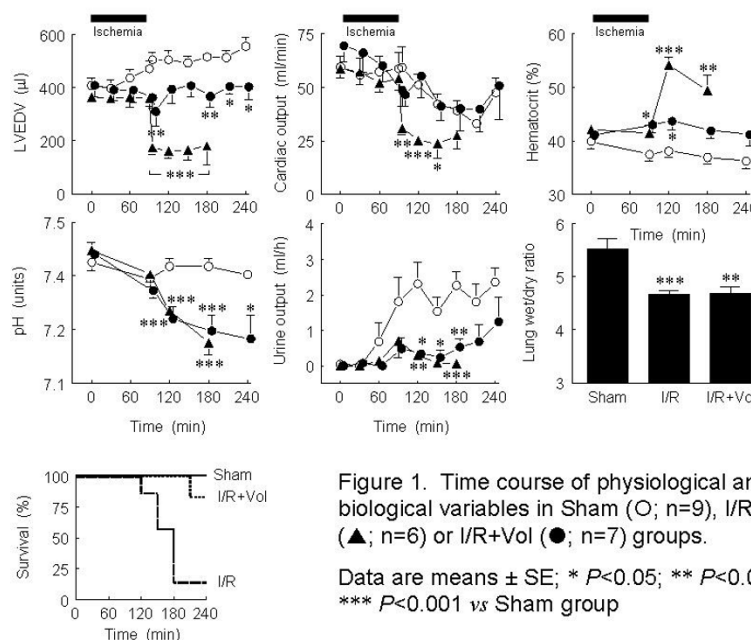 Ischemia
LVEDV (µl)
600
400
200
0
0 60 120 180 240
**
***
**
*
*
Ischemia
Cardiac output (ml/min)
75
50
25
0
0 60 120 180 240
**
***
*
Ischemia
Hematocrit (%)
60
50
40
30
0 60 120 180 240
Time (min)
*
***
*
**
pH (units)
7.5
7.4
7.2
7.1
0 60 120 180 240
Time (min)
***
***
***
***
*
Urine output (ml/h)
4
3
2
1
0
0 60 120 180 240
Time (min)
*
**
*
**
***
Lung wet/dry ratio
6
5
4
3
***
**
Sham I/R I/R+Vol
Survival (%)
100
75
50
25
0
Sham
I/R+Vol
I/R
0 60 120 180 240
Time (min)
Figure 1. Time course of physiological an
biological variables in Sham (○; n=9), I/R
(▲; n=6) or I/R+Vol (●; n=7) groups.
Data are means ± SE; * P<0.05; ** P<0.0
*** P<0.001 vs Sham group